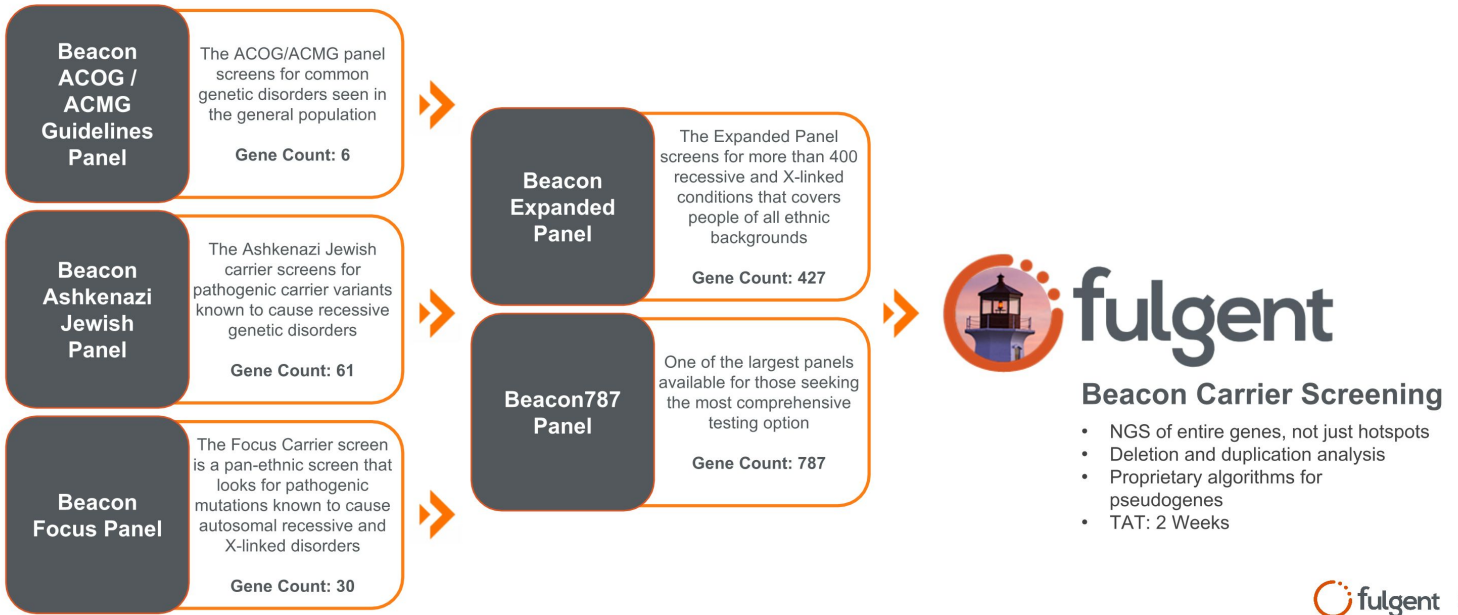 Beacon
ACOG /
ACMG
Guidelines
Panel
The ACOG/ACMG panel
screens for common
genetic disorders seen in
the general population
Gene Count: 6
Beacon
Ashkenazi
Jewish
Panel
The Ashkenazi Jewish
carrier screens for
pathogenic carrier variants
known to cause recessive
genetic disorders
Gene Count: 61
Beacon
Focus Panel
The Focus Carrier screen
is a pan-ethnic screen that
looks for pathogenic
mutations known to cause
autosomal recessive and
X-linked disorders
Gene Count: 30
Beacon
Expanded
Panel
The Expanded Panel
screens for more than 400
recessive and X-linked
conditions that covers
people of all ethnic
backgrounds
Gene Count: 427
Beacon787
Panel
One of the largest panels
available for those seeking
the most comprehensive
testing option
Gene Count: 787
fulgent
Beacon Carrier Screening
• NGS of entire genes, not just hotspots
• Deletion and duplication analysis
• Proprietary algorithms for
pseudogenes
• TAT: 2 Weeks
fulgent